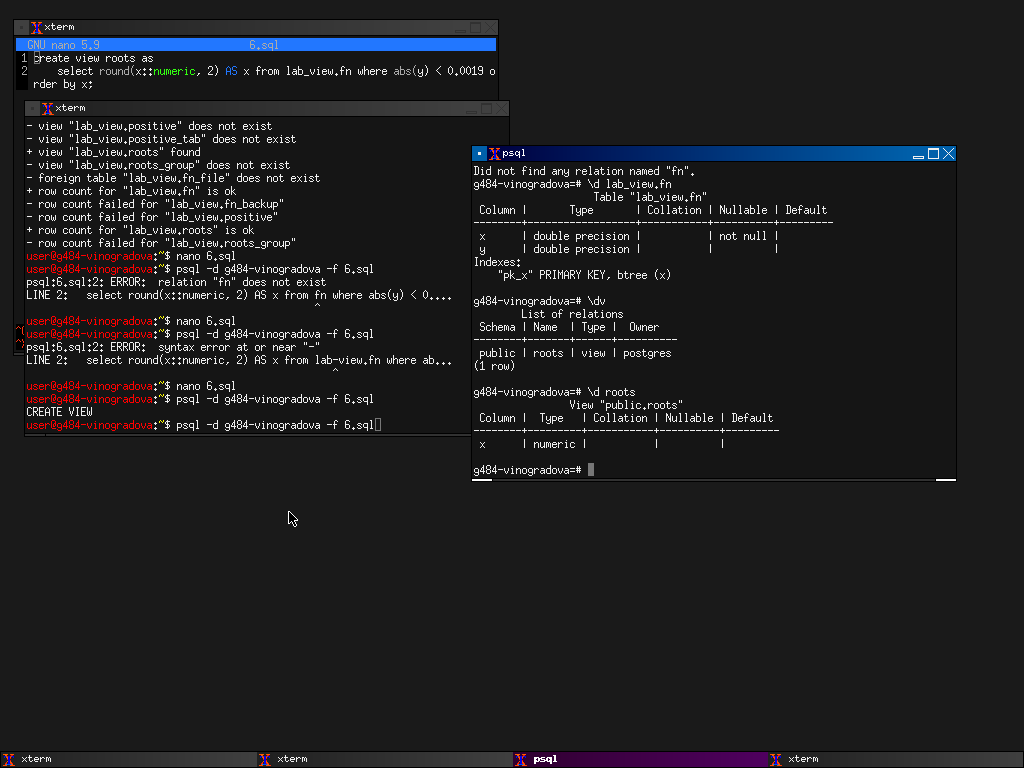 xterm
GNU nano 5.9 6.sql
1 create view roots as
2 select round(x::numeric, 2) AS x from lab_view.fn where abs(y) < 0.0019 o
rder by x;
xterm
- view "lab_view.positive" does not exist
- view "lab_view.positive_tab" does not exist
+ view "lab_view.roots" found
- view "lab_view.roots_group" does not exist
- foreign table "lab_view.fn_file" does not exist
+ row count for "lab_view.fn" is ok
- row count failed for "lab_view.fn_backup"
- row count failed for "lab_view.positive"
+ row count for "lab_view.roots" is ok
- row count failed for "lab_view.roots_group"
user@g484-vinogradova:~$ nano 6.sql
user@g484-vinogradova:~$ psql -d g484-vinogradova -f 6.sql
psql:6.sql:2: ERROR:  relation "fn" does not exist
LINE 2:   select round(x::numeric, 2) AS x from fn where abs(y) < 0....
^
user@g484-vinogradova:~$ nano 6.sql
user@g484-vinogradova:~$ psql -d g484-vinogradova -f 6.sql
psql:6.sql:2: ERROR:  syntax error at or near "-"
LINE 2:   select round(x::numeric, 2) AS x from lab-view.fn where ab...
^
user@g484-vinogradova:~$ nano 6.sql
user@g484-vinogradova:~$ psql -d g484-vinogradova -f 6.sql
CREATE VIEW
user@g484-vinogradova:~$ psql -d g484-vinogradova -f 6.sql
psql
Did not find any relation named "fn".
g484-vinogradova=# \d lab_view.fn
Table "lab_view.fn"
Column | Type | Collation | Nullable | Default
--------+------------------+-----------+----------+---------
x | double precision | | not null |
y | double precision | | |
Indexes:
"pk_x" PRIMARY KEY, btree (x)
g484-vinogradova=# \dv
List of relations
Schema | Name | Type | Owner
--------+-------+------+----------
public | roots | view | postgres
(1 row)
g484-vinogradova=# \d roots
View "public.roots"
Column | Type | Collation | Nullable | Default
--------+---------+-----------+----------+---------
x | numeric | | |
g484-vinogradova=#
xterm
xterm
psql
xterm